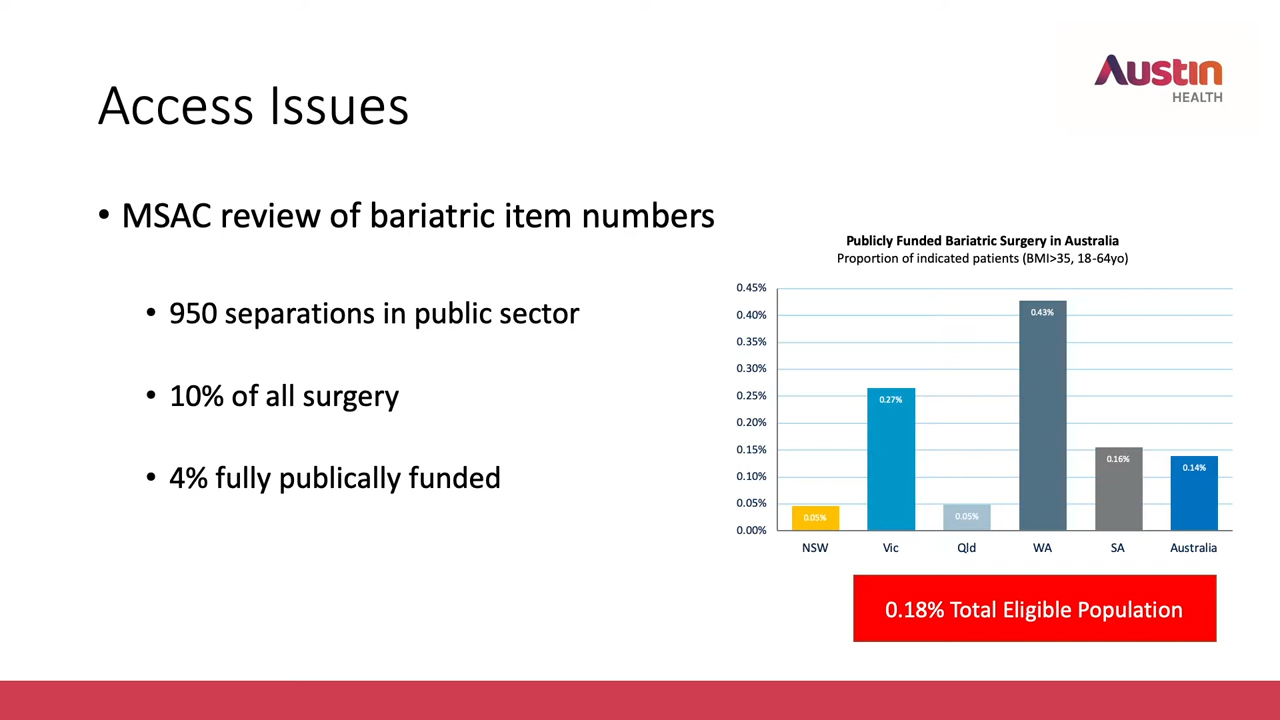 Austin
HEALTH
Access Issues
• MSAC review of bariatric item numbers
• 950 separations in public sector
• 10% of all surgery
• 4% fully publically funded
Publicly Funded Bariatric Surgery in Australia
Proportion of indicated patients (BMI>35, 18-64yo)
0.45%
0.40%
0.35%
0.30%
0.25%
0.20%
0.15%
0.10%
0.05%
0.00%
0.05%
0.27%
0.05%
0.43%
0.16%
0.14%
NSW Vic Qld WA SA Australia
0.18% Total Eligible Population